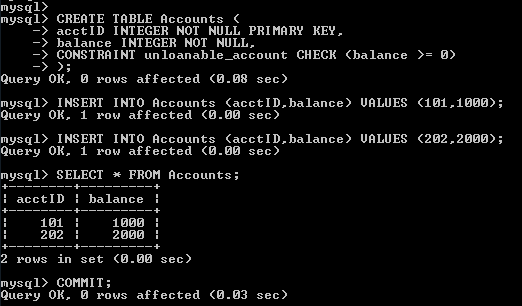 mysql>
mysql> CREATE TABLE Accounts (
    -> acctID INTEGER NOT NULL PRIMARY KEY,
    -> balance INTEGER NOT NULL,
    -> CONSTRAINT unloanable_account CHECK (balance >= 0)
    -> );
Query OK, 0 rows affected (0.08 sec)

mysql> INSERT INTO Accounts (acctID,balance) VALUES (101,1000);
Query OK, 1 row affected (0.00 sec)

mysql> INSERT INTO Accounts (acctID,balance) VALUES (202,2000);
Query OK, 1 row affected (0.00 sec)

mysql> SELECT * FROM Accounts;
+--------+---------+
| acctID | balance |
+--------+---------+
|    101 |    1000 |
|    202 |    2000 |
+--------+---------+
2 rows in set (0.00 sec)

mysql> COMMIT;
Query OK, 0 rows affected (0.03 sec)